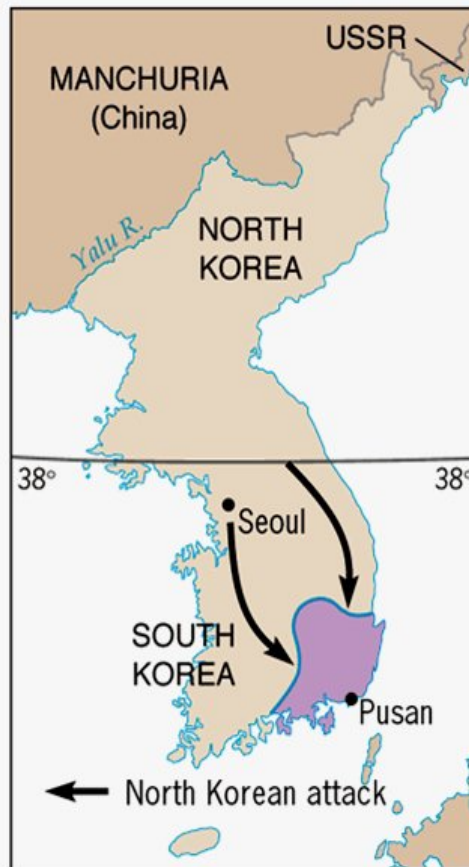 USSR
MANCHURIA
(China)
Yalu R.
NORTH
KOREA
38°
38°
Seoul
SOUTH
KOREA
Pusan
North Korean attack